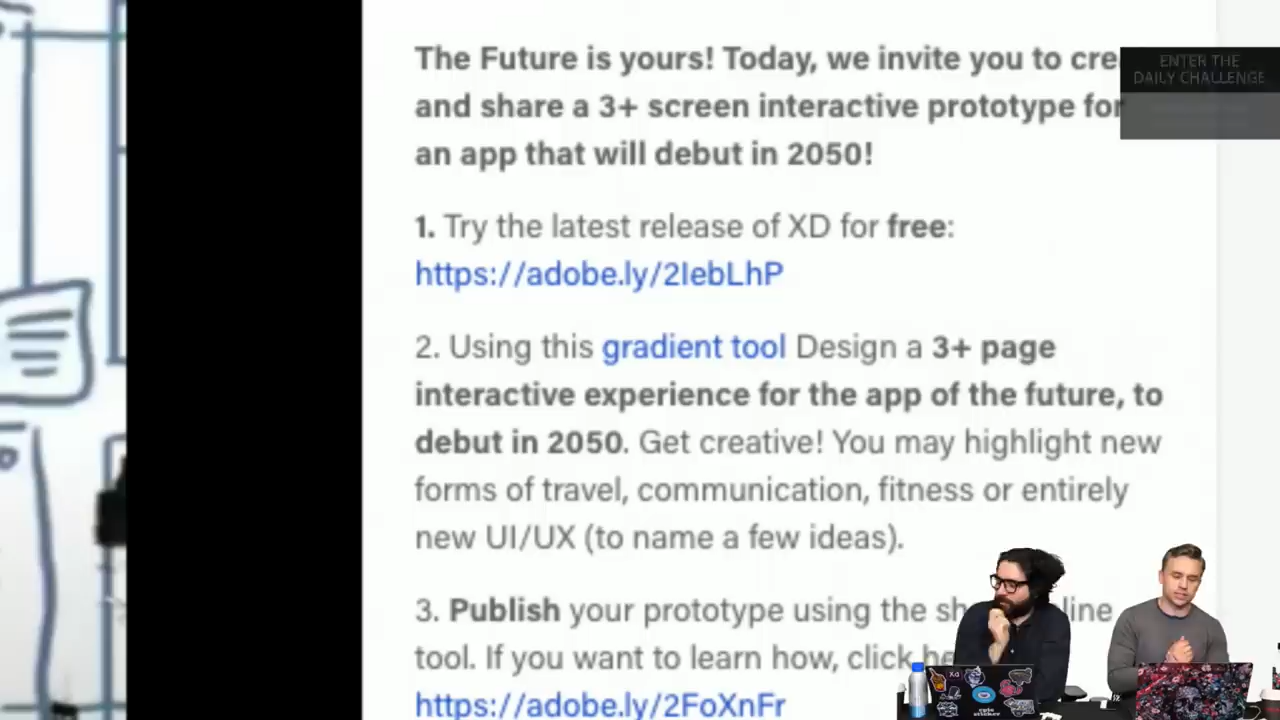 The Future is yours! Today, we invite you to cre
and share a 3+ screen interactive prototype for
an app that will debut in 2050!
ENTER THE
DAILY CHALLENGE
1. Try the latest release of XD for free:
https://adobe.ly/2IebLhP
2. Using this gradient tool Design a 3+ page
interactive experience for the app of the future, to
debut in 2050. Get creative! You may highlight new
forms of travel, communication, fitness or entirely
new UI/UX (to name a few ideas).
3. Publish your prototype using the sh line
tool. If you want to learn how, click he
https://adobe.ly/2FoXnFr